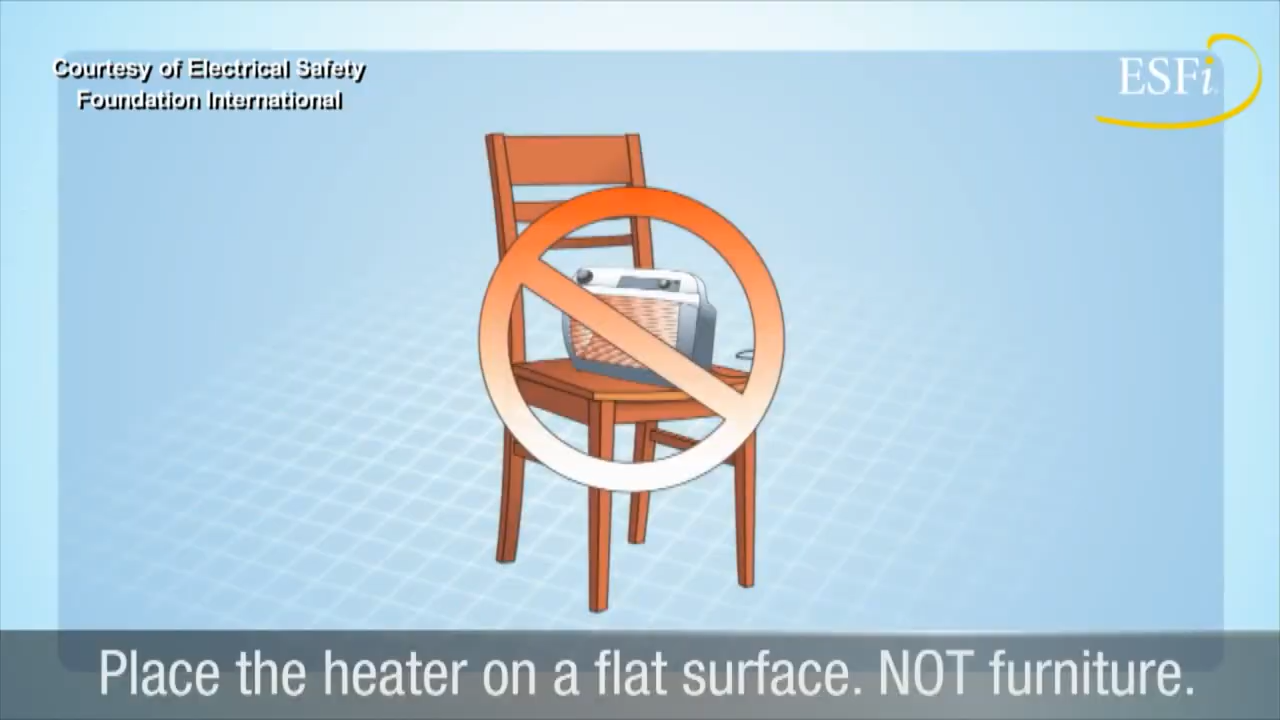 Courtesy of Electrical Safety
Foundation International
ESFi
Place the heater on a flat surface. NOT furniture.